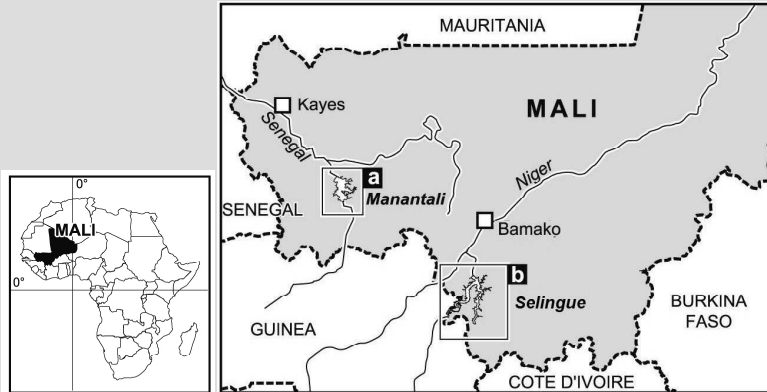 MAURITANIA
Kayes
MALI
Senegal
a
Niger
Manantali
SENEGAL
Bamako
b
Selingue
GUINEA
BURKINA
FASO
COTE D'IVOIRE
0°
MALI
0°